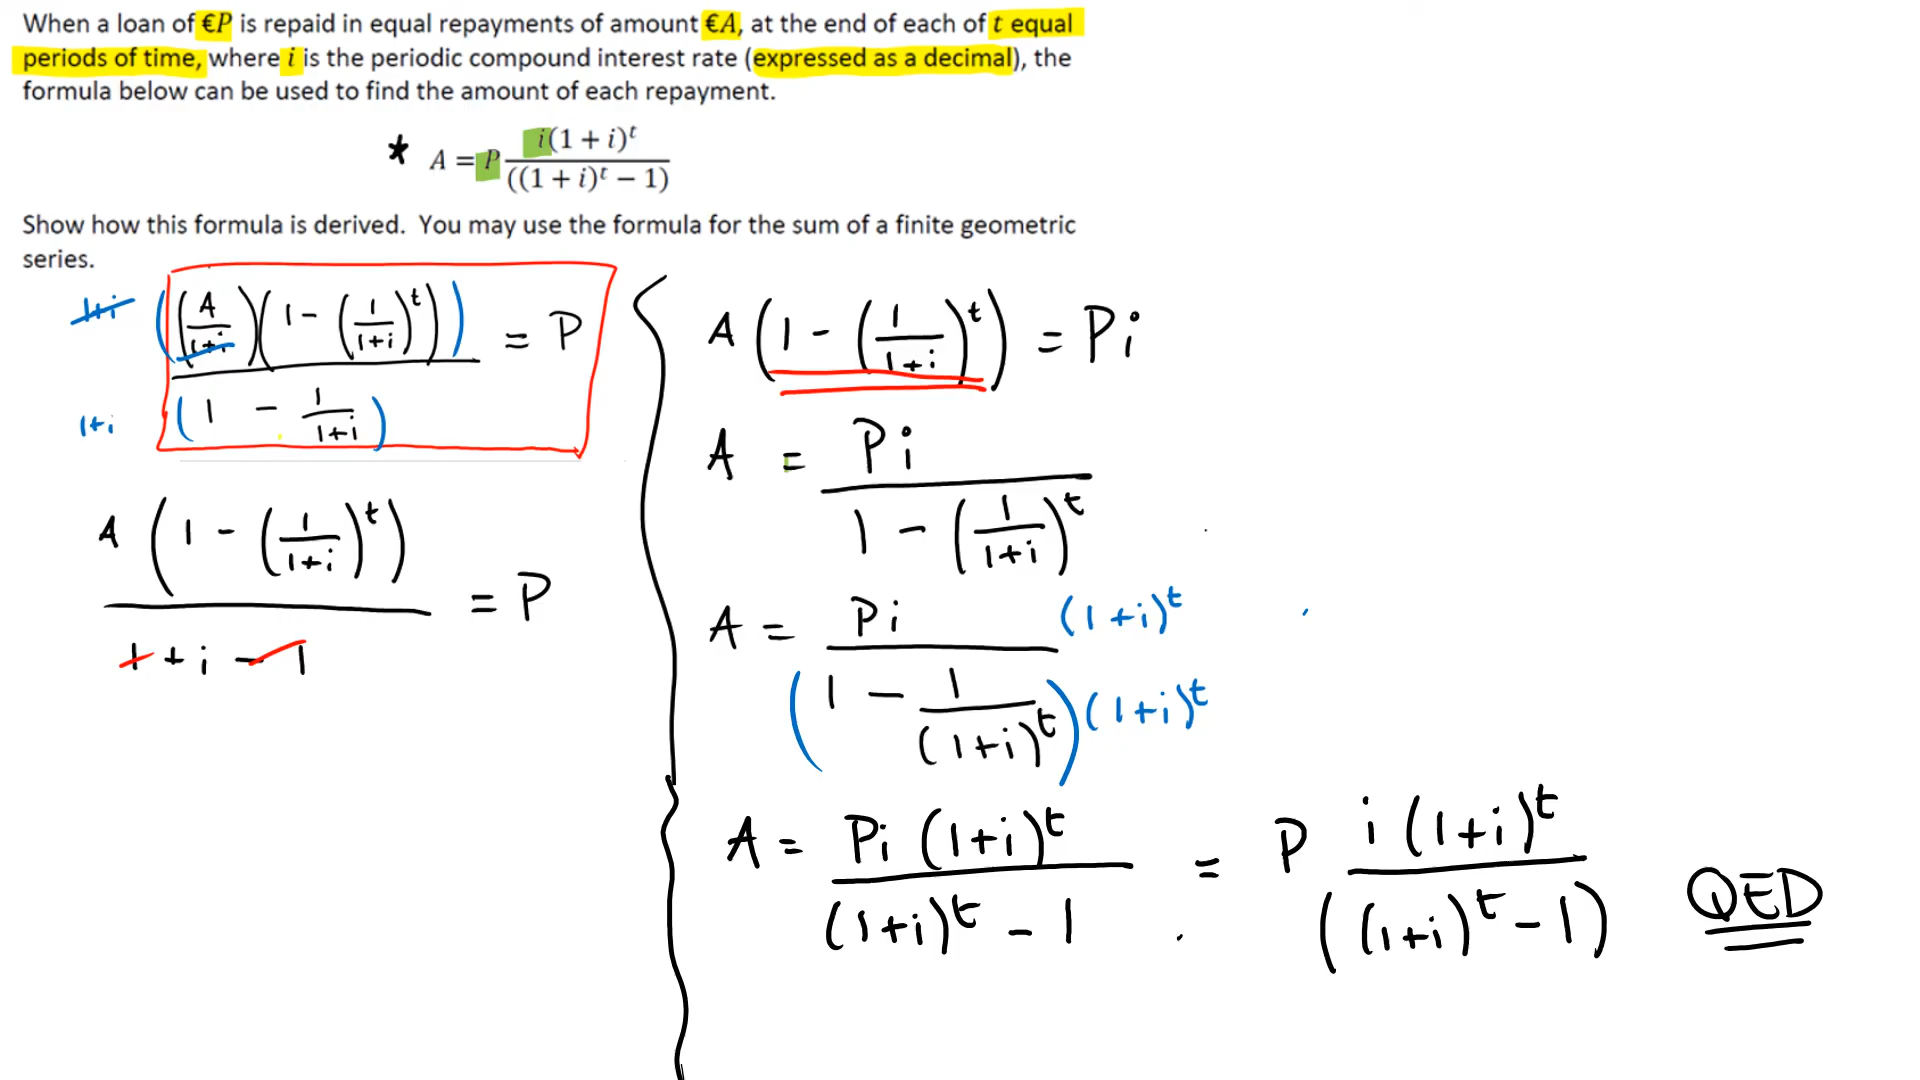 When a loan of €P is repaid in equal repayments of amount €A, at the end of each of t equal
periods of time, where i is the periodic compound interest rate (expressed as a decimal), the
formula below can be used to find the amount of each repayment.
* A = P i(1 + i)^t / ((1 + i)^t − 1)
Show how this formula is derived.  You may use the formula for the sum of a finite geometric
series.
1+i ((A/(1+i))(1 - (1/(1+i))^t)) / 1+i (1 - 1/(1+i)) = P
A (1 - (1/(1+i))^t) / (1 + i - 1) = P
A (1 - (1/(1+i))^t) = Pi
A = Pi / (1 - (1/(1+i))^t)
A = Pi (1+i)^t / (1 - 1/(1+i)^t)(1+i)^t
A = Pi (1+i)^t / ((1+i)^t - 1) = P i (1+i)^t / ((1+i)^t - 1) QED